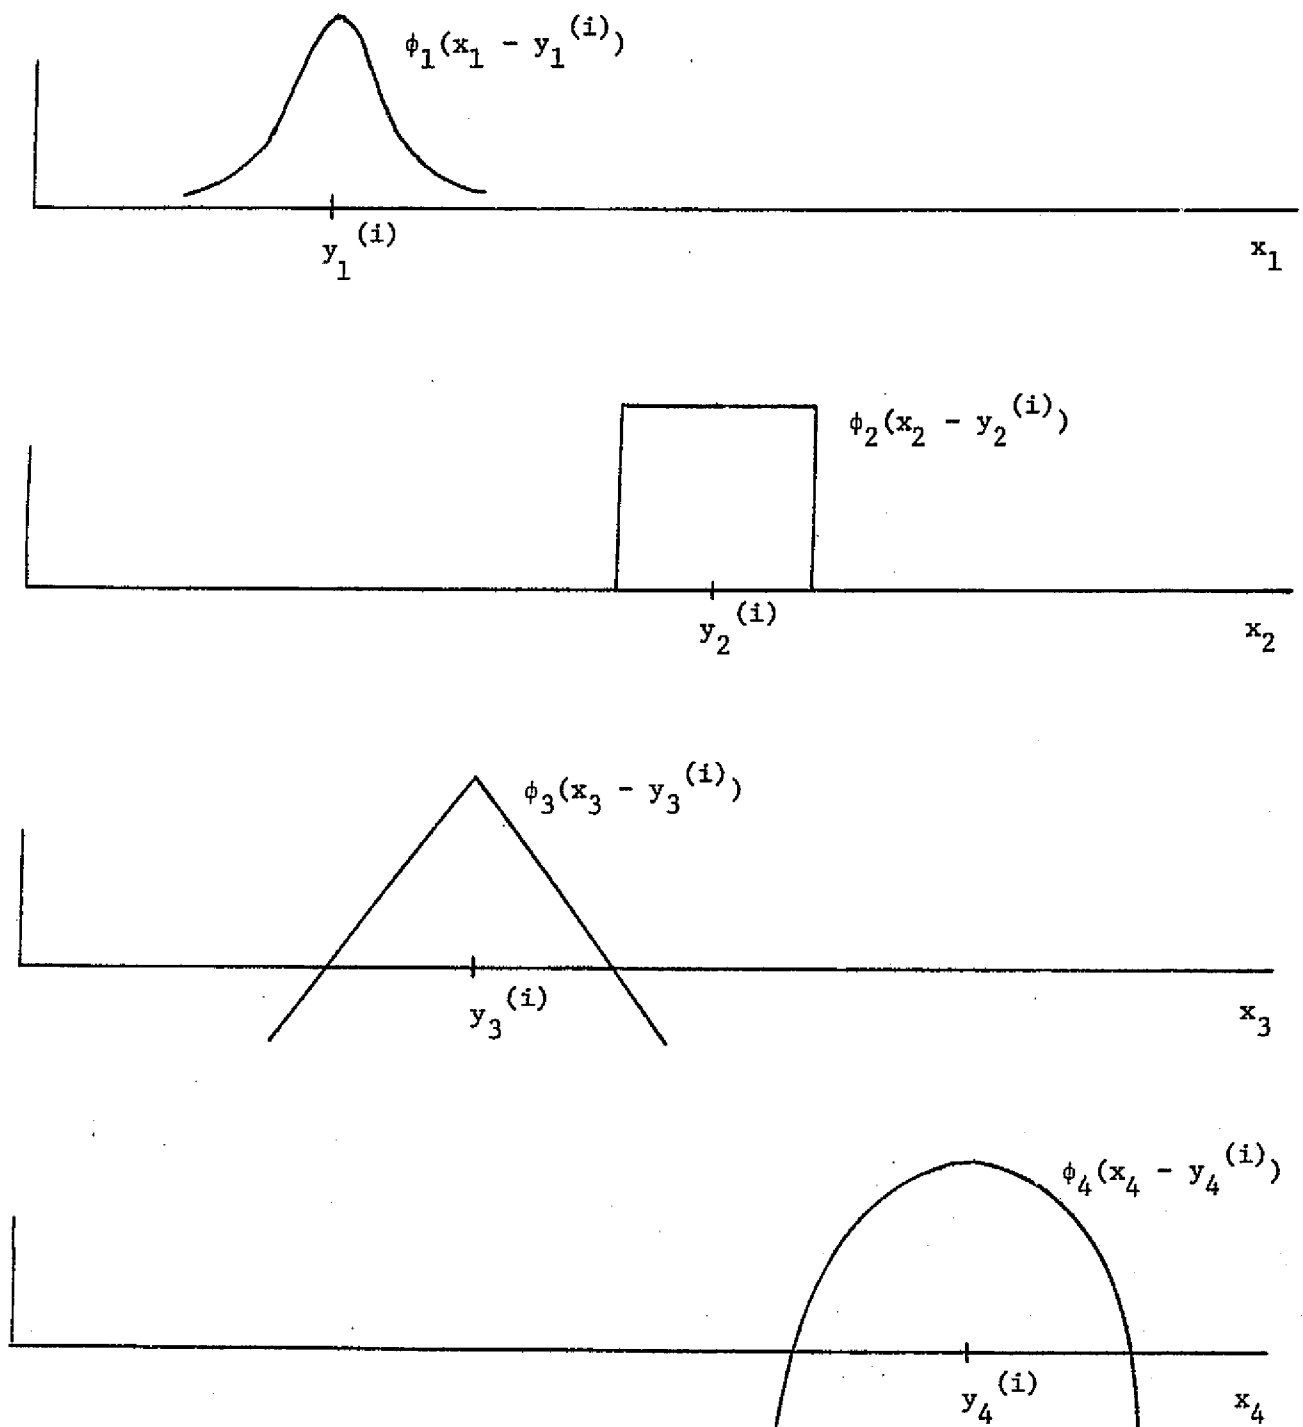 ϕ₁(x₁ - y₁⁽ⁱ⁾)
y₁⁽ⁱ⁾
x₁
ϕ₂(x₂ - y₂⁽ⁱ⁾)
y₂⁽ⁱ⁾
x₂
ϕ₃(x₃ - y₃⁽ⁱ⁾)
y₃⁽ⁱ⁾
x₃
ϕ₄(x₄ - y₄⁽ⁱ⁾)
y₄⁽ⁱ⁾
x₄